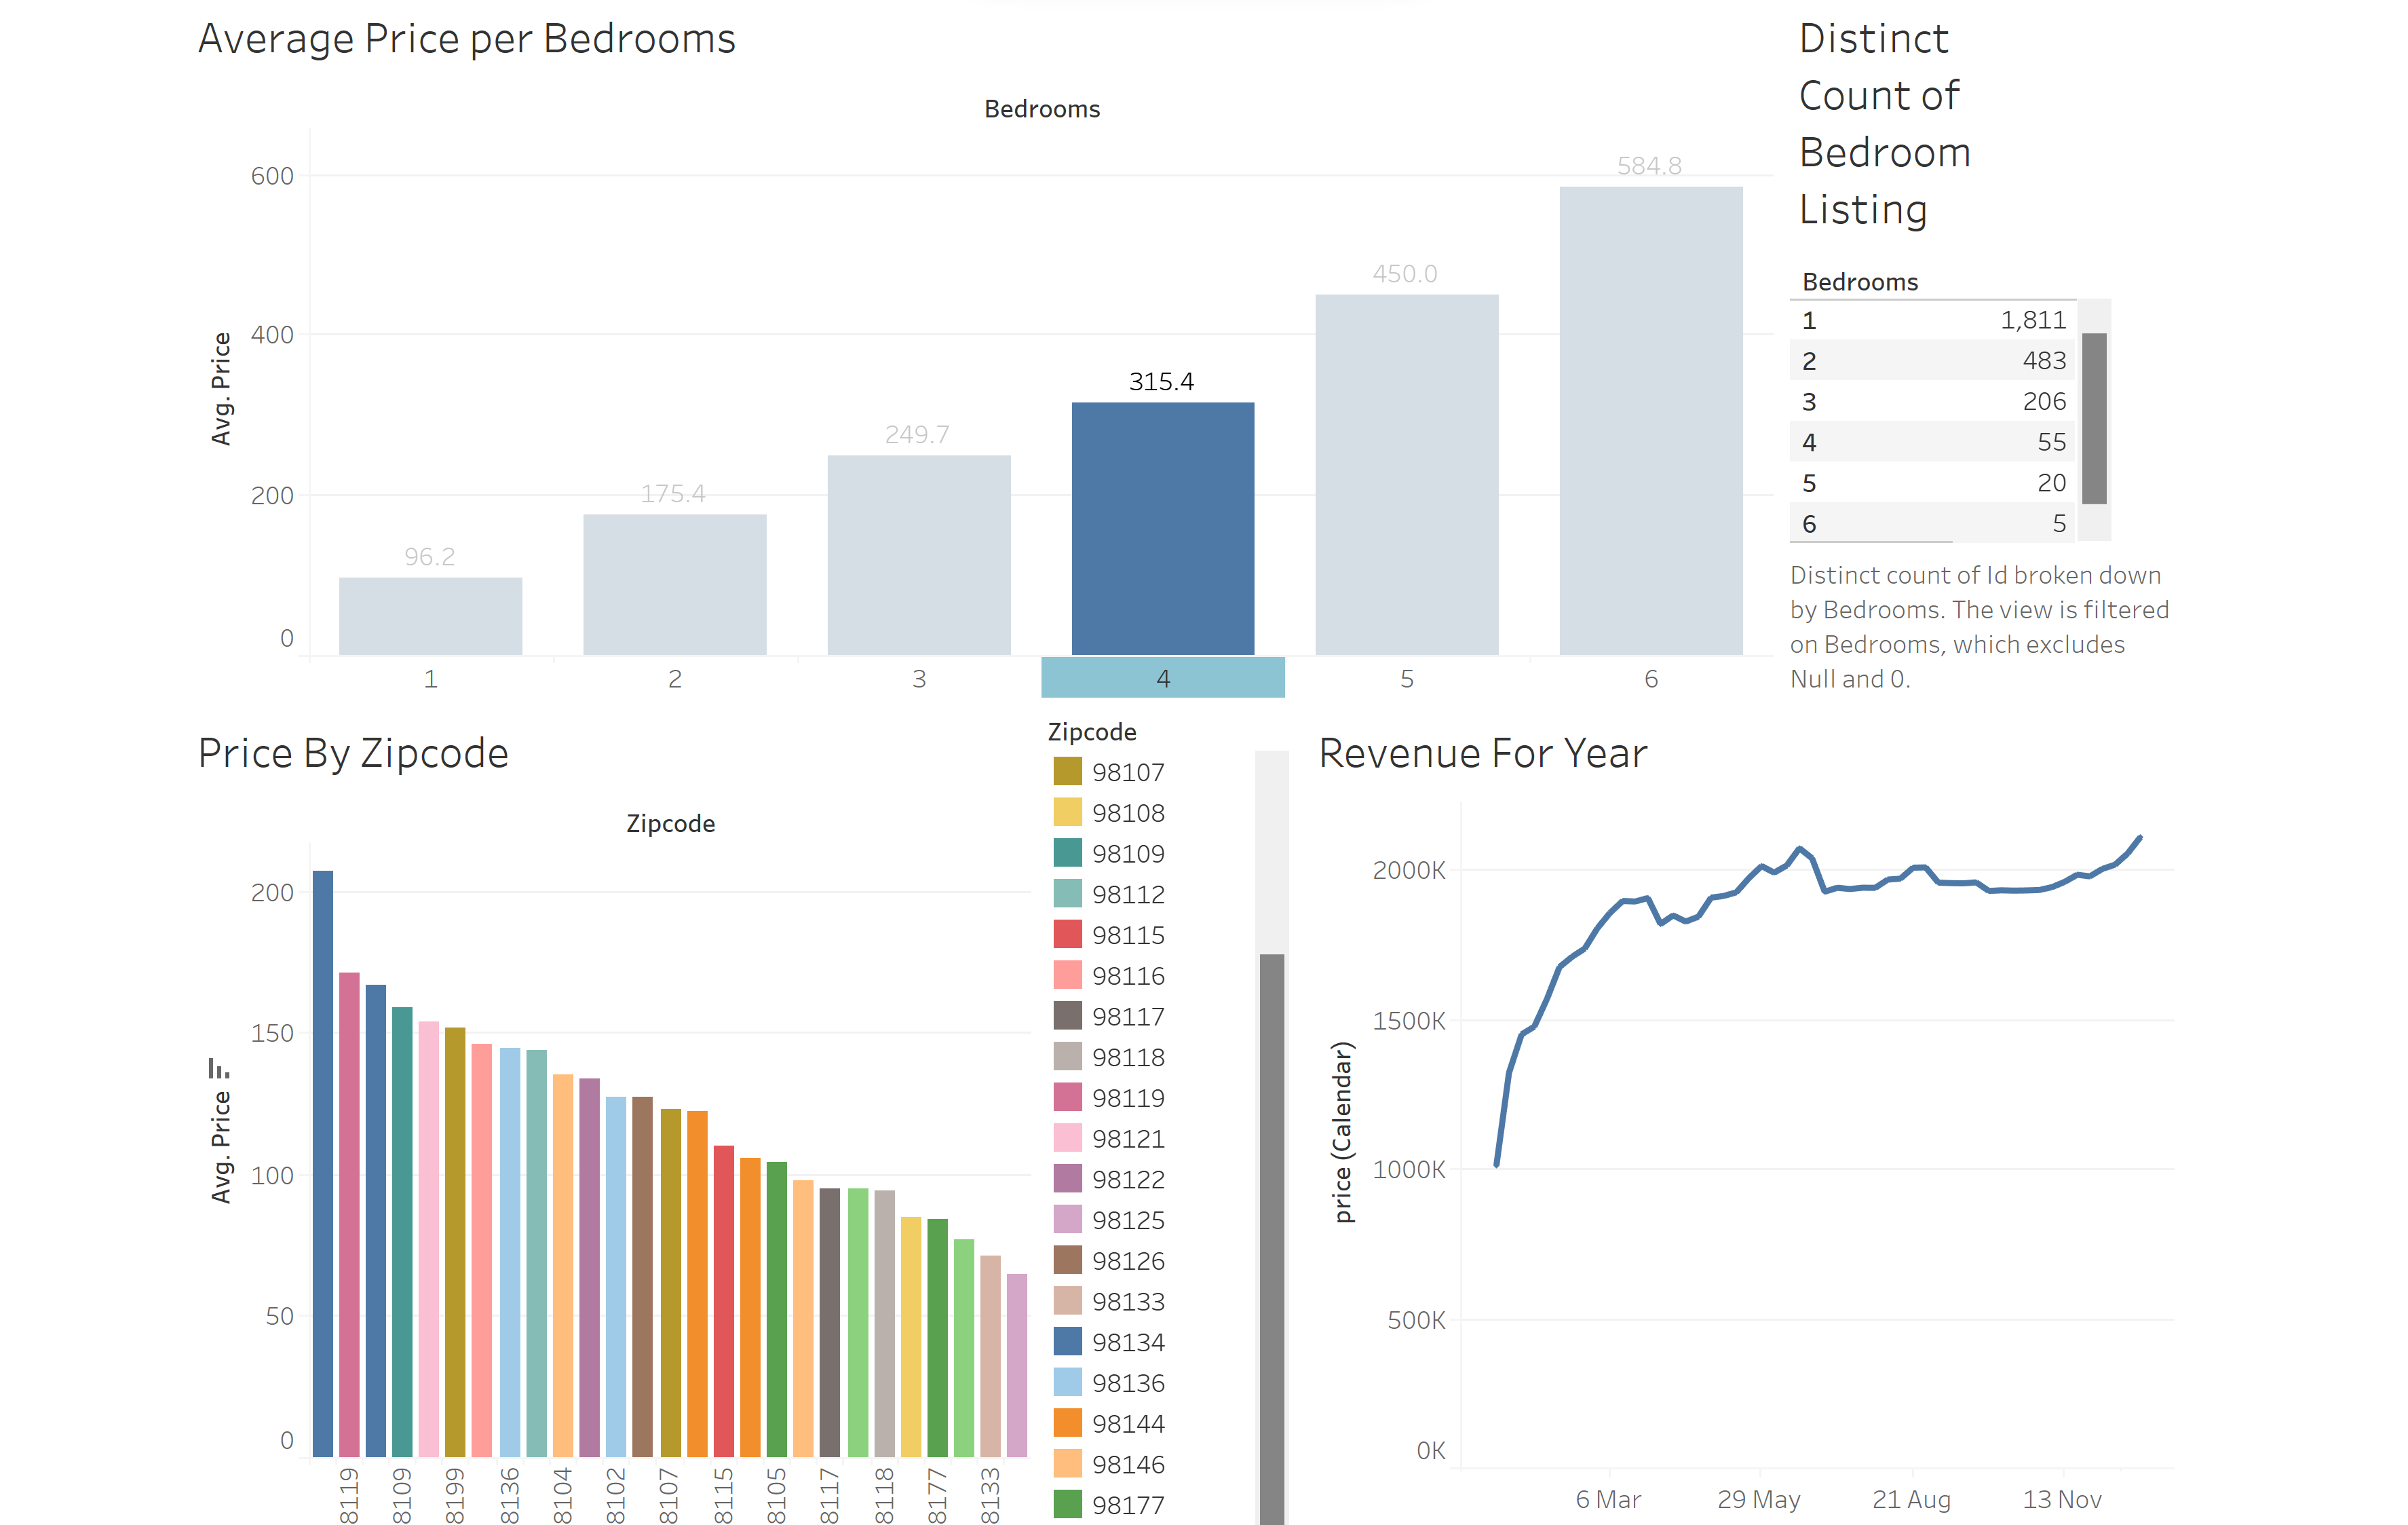 Average Price per Bedrooms
Bedrooms
Avg. Price
600
400
200
0
96.2
175.4
249.7
315.4
450.0
584.8
1
2
3
4
5
6
Distinct
Count of
Bedroom
Listing
Bedrooms
1 1,811
2 483
3 206
4 55
5 20
6 5
Distinct count of Id broken down
by Bedrooms. The view is filtered
on Bedrooms, which excludes
Null and 0.
Price By Zipcode
Zipcode
Avg. Price
200
150
100
50
0
8119
8109
8199
8136
8104
8102
8107
8115
8105
8117
8118
8177
8133
Zipcode
98107
98108
98109
98112
98115
98116
98117
98118
98119
98121
98122
98125
98126
98133
98134
98136
98144
98146
98177
Revenue For Year
price (Calendar)
2000K
1500K
1000K
500K
0K
6 Mar
29 May
21 Aug
13 Nov